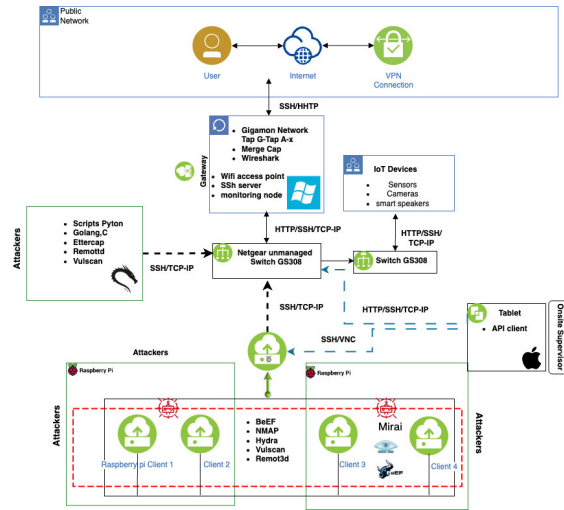 Public
Network
User
Internet
VPN
Connection
SSH/HHTP
Gateway
Gigamon Network
Tap G-Tap A-x
Merge Cap
Wireshark
Wifi access point
SSh server
monitoring node
IoT Devices
Sensors
Cameras
smart speakers
HTTP/SSH/TCP-IP
HTTP/SSH/
TCP-IP
Attackers
Scripts Pyton
Golang,C
Ettercap
Remottd
Vulscan
SSH/TCP-IP
Netgear unmanaged
Switch GS308
Switch GS308
SSH/TCP-IP
HTTP/SSH/TCP-IP
SSH/VNC
Tablet
API client
Onsite Supervisor
Attackers
Raspberry Pi
Raspberry Pi
Attackers
Attackers
BeEF
NMAP
Hydra
Vulscan
Remot3d
Mirai
BeEF
Raspberry pi Client 1
Client 2
Client 3
Client 4